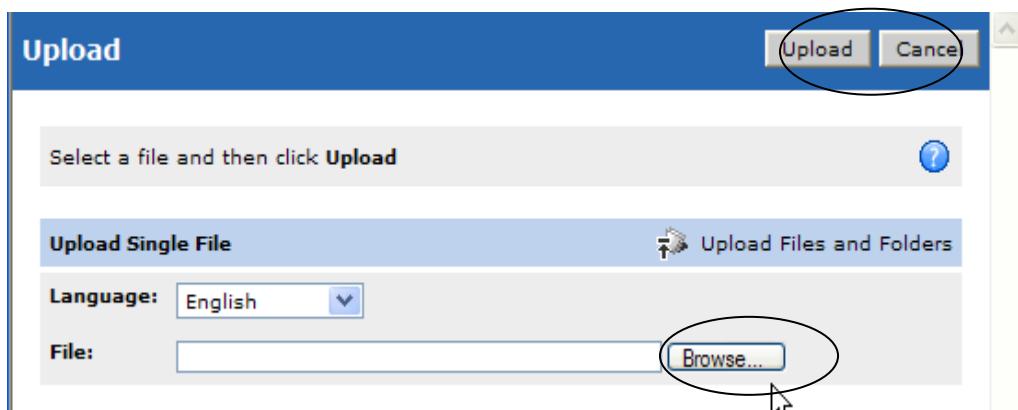 Upload Upload Cancel
Select a file and then click Upload
Upload Single File Upload Files and Folders
Language: English
File: Browse...